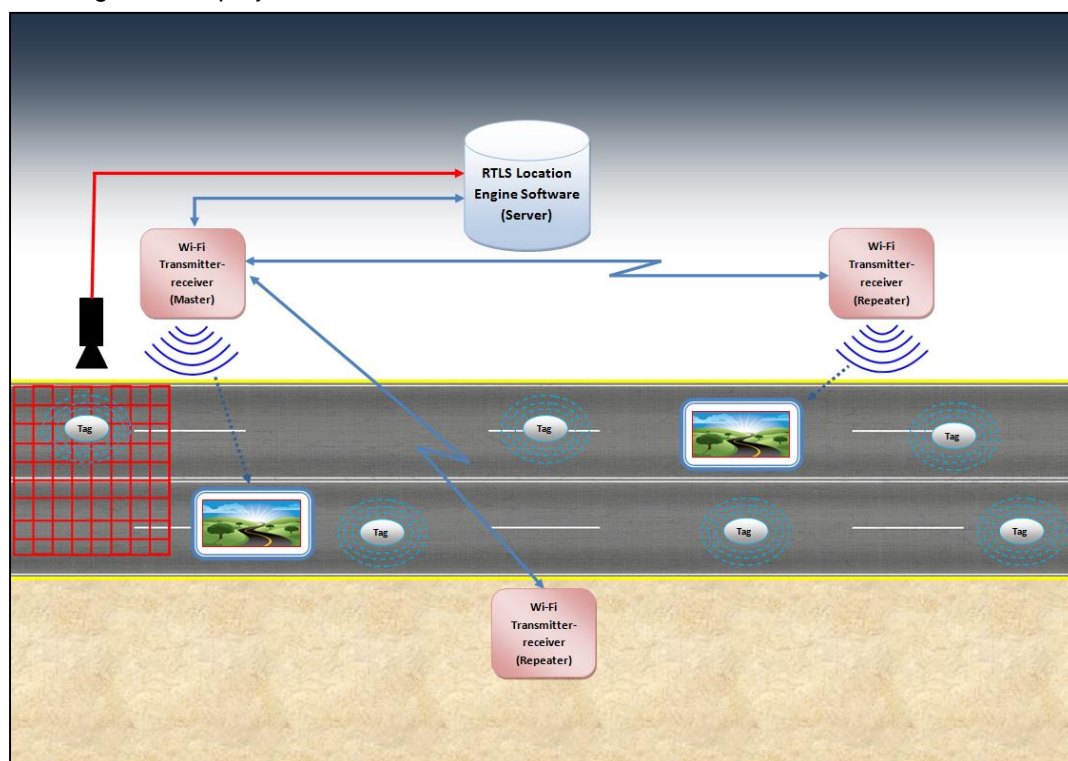 RTLS Location
Engine Software
(Server)
Wi-Fi
Transmitter-
receiver
(Master)
Wi-Fi
Transmitter-
receiver
(Repeater)
Tag
Tag
Tag
Tag
Tag
Tag
Wi-Fi
Transmitter-
receiver
(Repeater)